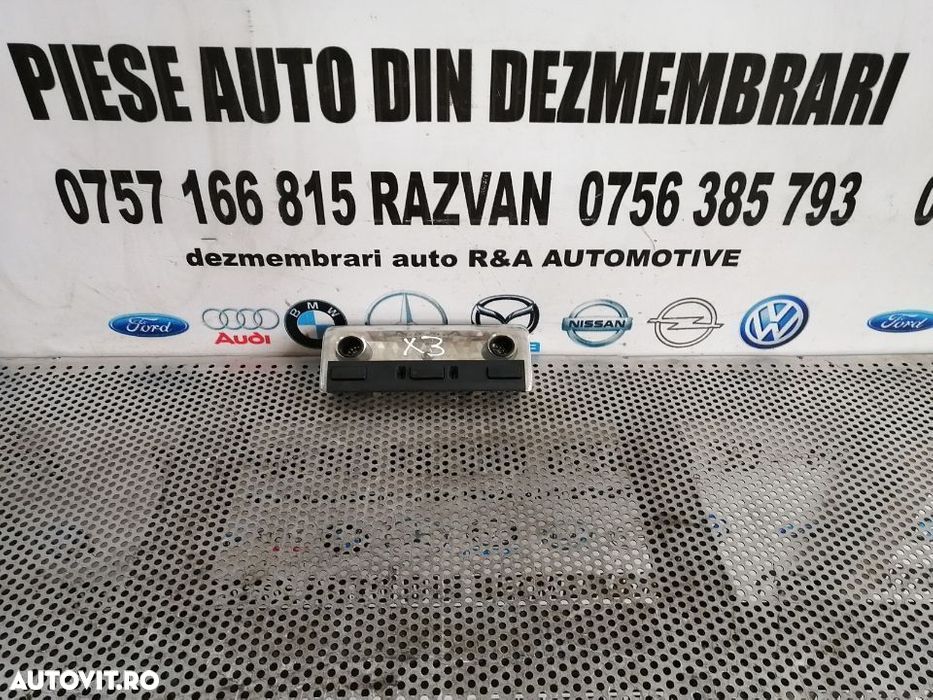 PIESE AUTO DIN DEZMEMBRARI
0757 166 815 RAZVAN 0756 385 793 0
dezmembrari auto R&A AUTOMOTIVE
Ford Audi BMW NISSAN Ford
X3
AUTOVIT.RO